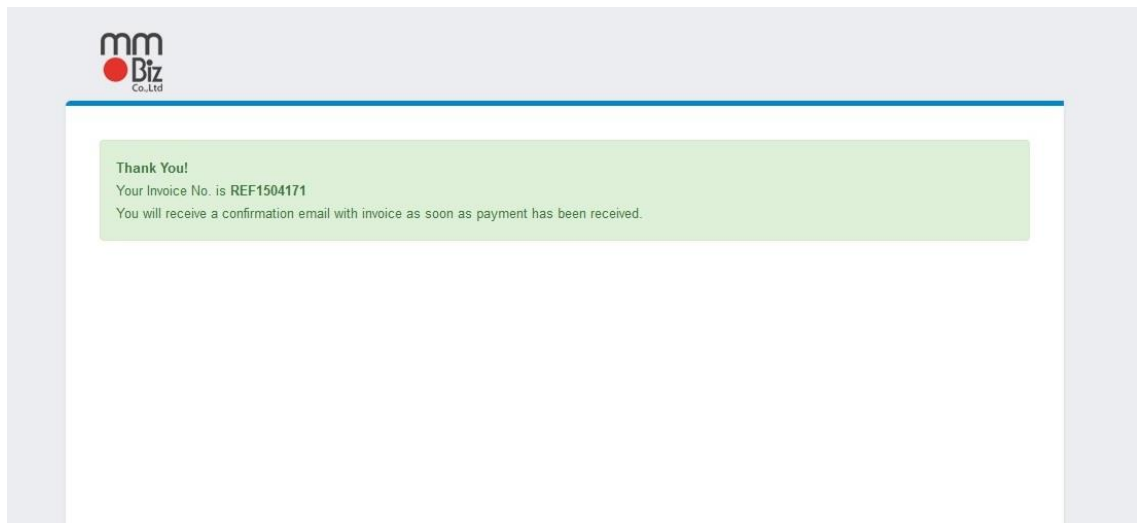 mm
Biz
Co.,Ltd
Thank You!
Your Invoice No. is REF1504171
You will receive a confirmation email with invoice as soon as payment has been received.